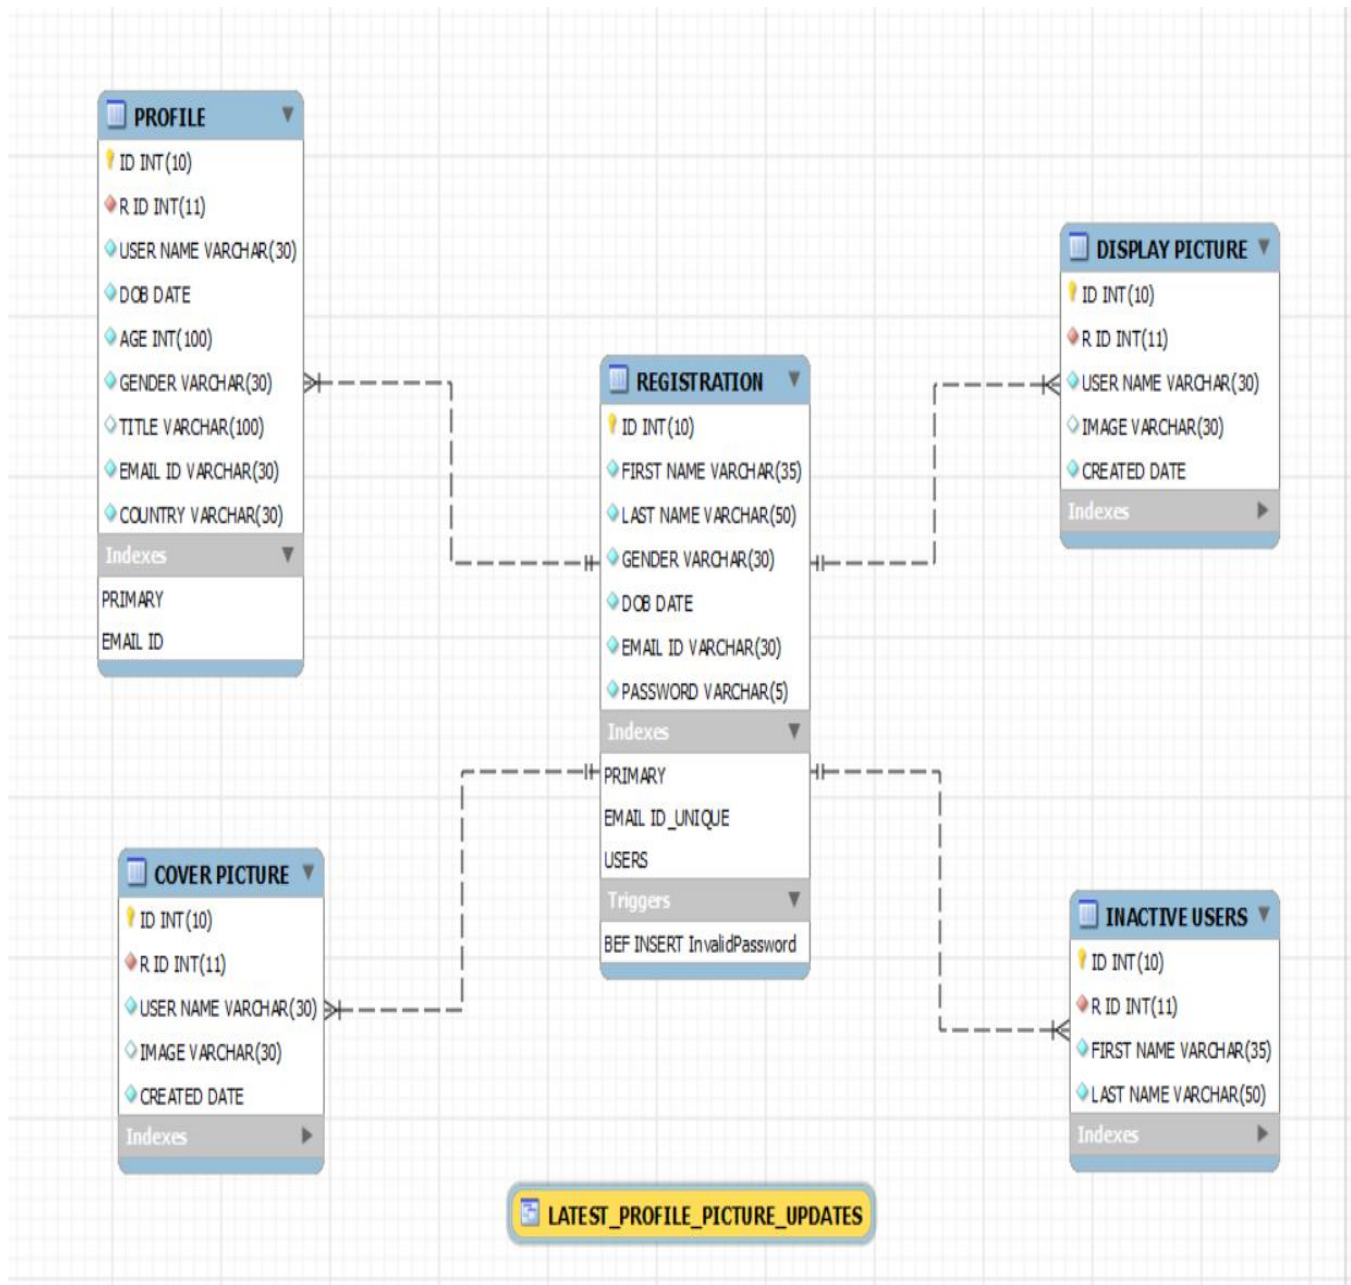 PROFILE
ID INT(10)
R ID INT(11)
USER NAME VARCHAR(30)
DOB DATE
AGE INT(100)
GENDER VARCHAR(30)
TITLE VARCHAR(100)
EMAIL ID VARCHAR(30)
COUNTRY VARCHAR(30)
Indexes
PRIMARY
EMAIL ID
REGISTRATION
ID INT(10)
FIRST NAME VARCHAR(35)
LAST NAME VARCHAR(50)
GENDER VARCHAR(30)
DOB DATE
EMAIL ID VARCHAR(30)
PASSWORD VARCHAR(5)
Indexes
PRIMARY
EMAIL ID_UNIQUE
USERS
Triggers
BEF INSERT InvalidPassword
DISPLAY PICTURE
ID INT(10)
R ID INT(11)
USER NAME VARCHAR(30)
IMAGE VARCHAR(30)
CREATED DATE
Indexes
COVER PICTURE
ID INT(10)
R ID INT(11)
USER NAME VARCHAR(30)
IMAGE VARCHAR(30)
CREATED DATE
Indexes
INACTIVE USERS
ID INT(10)
R ID INT(11)
FIRST NAME VARCHAR(35)
LAST NAME VARCHAR(50)
Indexes
LATEST_PROFILE_PICTURE_UPDATES